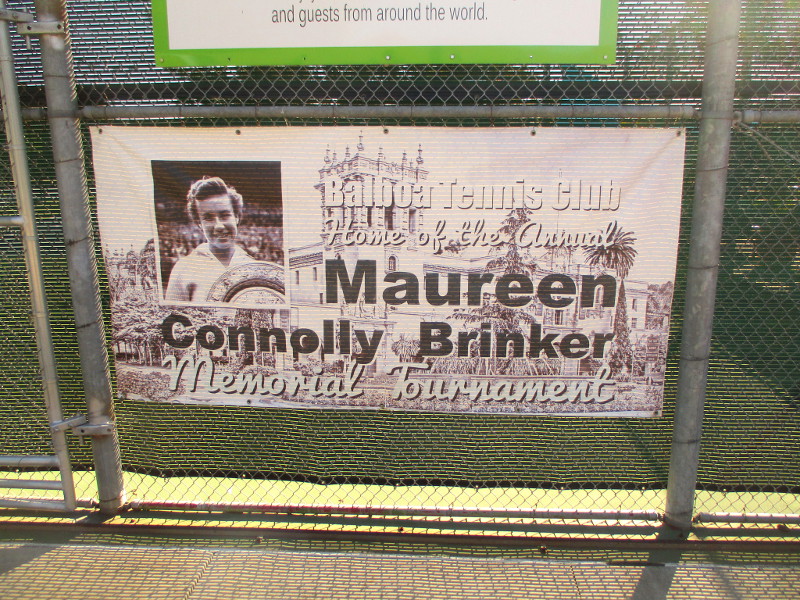 and guests from around the world.
Balboa Tennis Club
Home of the Annual
Maureen
Connolly Brinker
Memorial Tournament